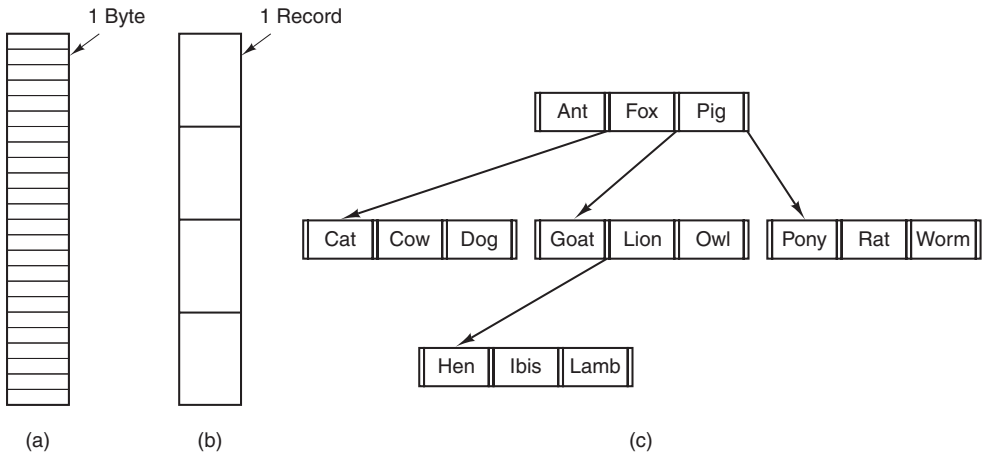 1 Byte
1 Record
Ant Fox Pig
Cat Cow Dog
Goat Lion Owl
Pony Rat Worm
Hen Ibis Lamb
(a)
(b)
(c)